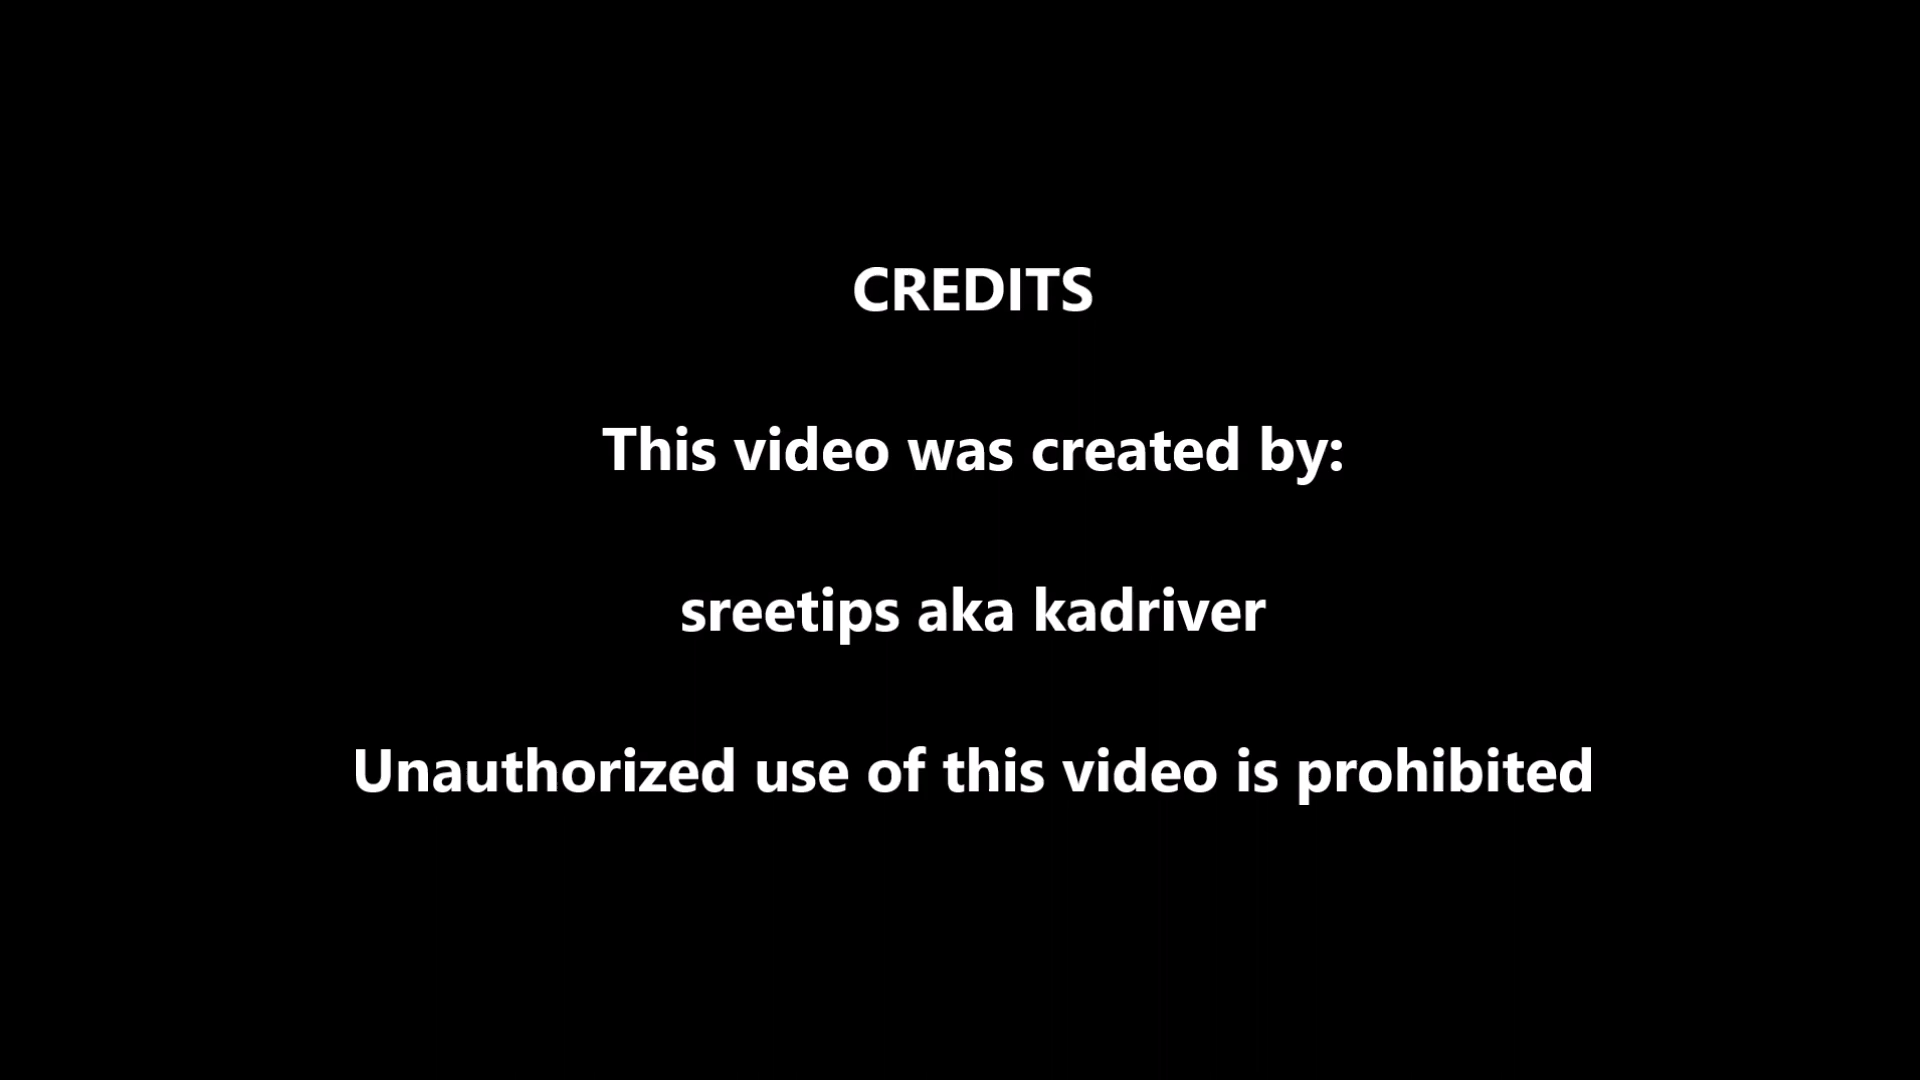 CREDITS
This video was created by:
sreetips aka kadriver
Unauthorized use of this video is prohibited